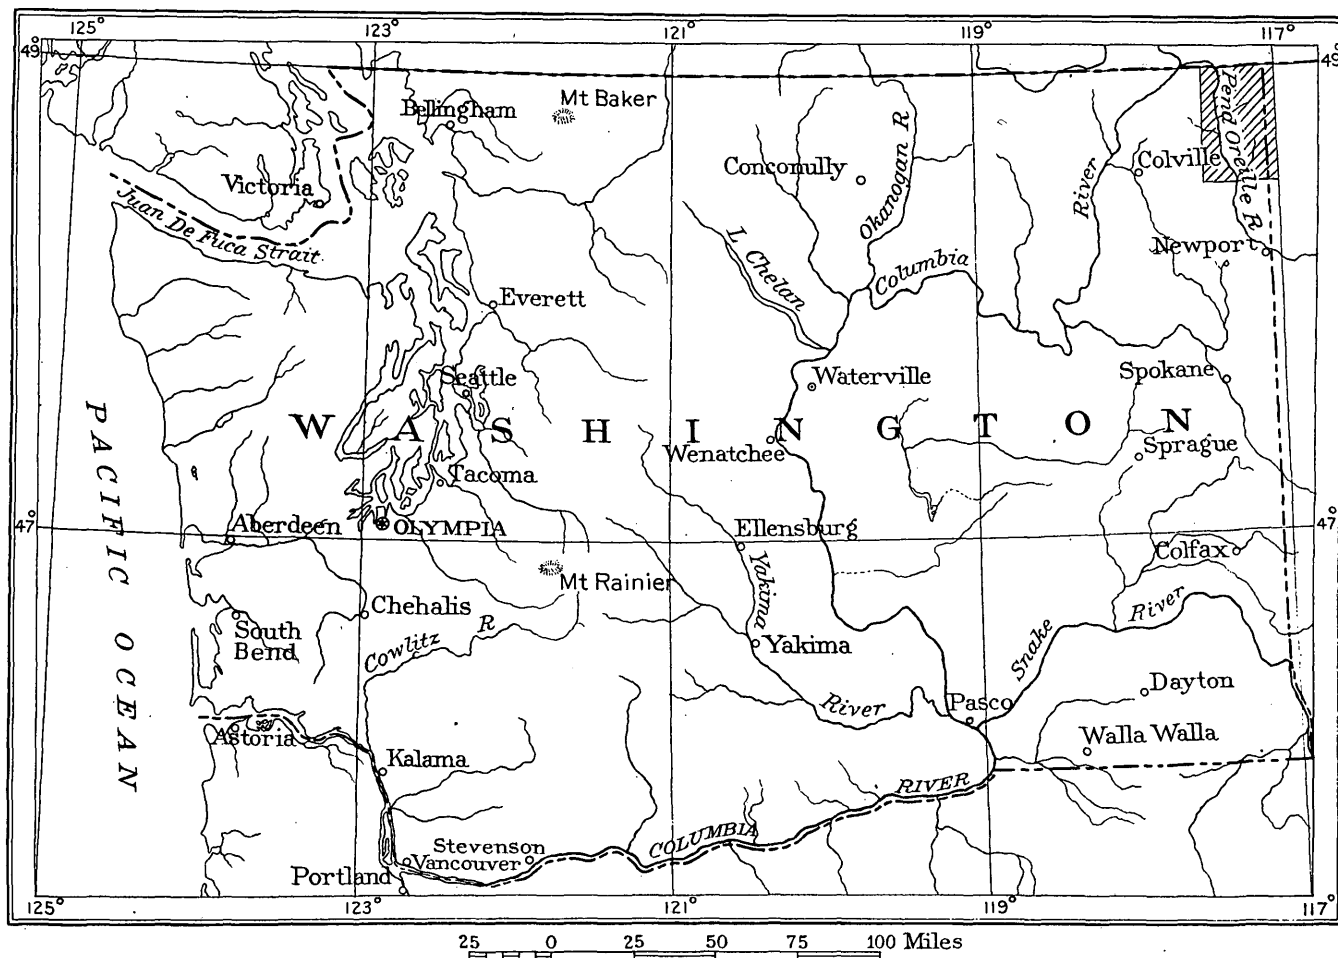 125° 123° 121° 119° 117°
49° 49°
Bellingham
Mt Baker
Conconully
Okanogan R
River
Colville
Pend Oreille R
Victoria
Juan De Fuca Strait
L Chelan
Columbia
Newport
Everett
Seattle
Waterville
Spokane
WASHINGTON
PACIFIC OCEAN
Wenatchee
Sprague
Tacoma
47° 47°
Aberdeen
OLYMPIA
Ellensburg
Colfax
Mt Rainier
Yakima
River
Chehalis
South
Bend
Cowlitz R
Yakima
Snake
River
Pasco
Dayton
Astoria
Walla Walla
Kalama
COLUMBIA
RIVER
Stevenson
Vancouver
Portland
125° 123° 121° 119° 117°
25 0 25 50 75 100 Miles